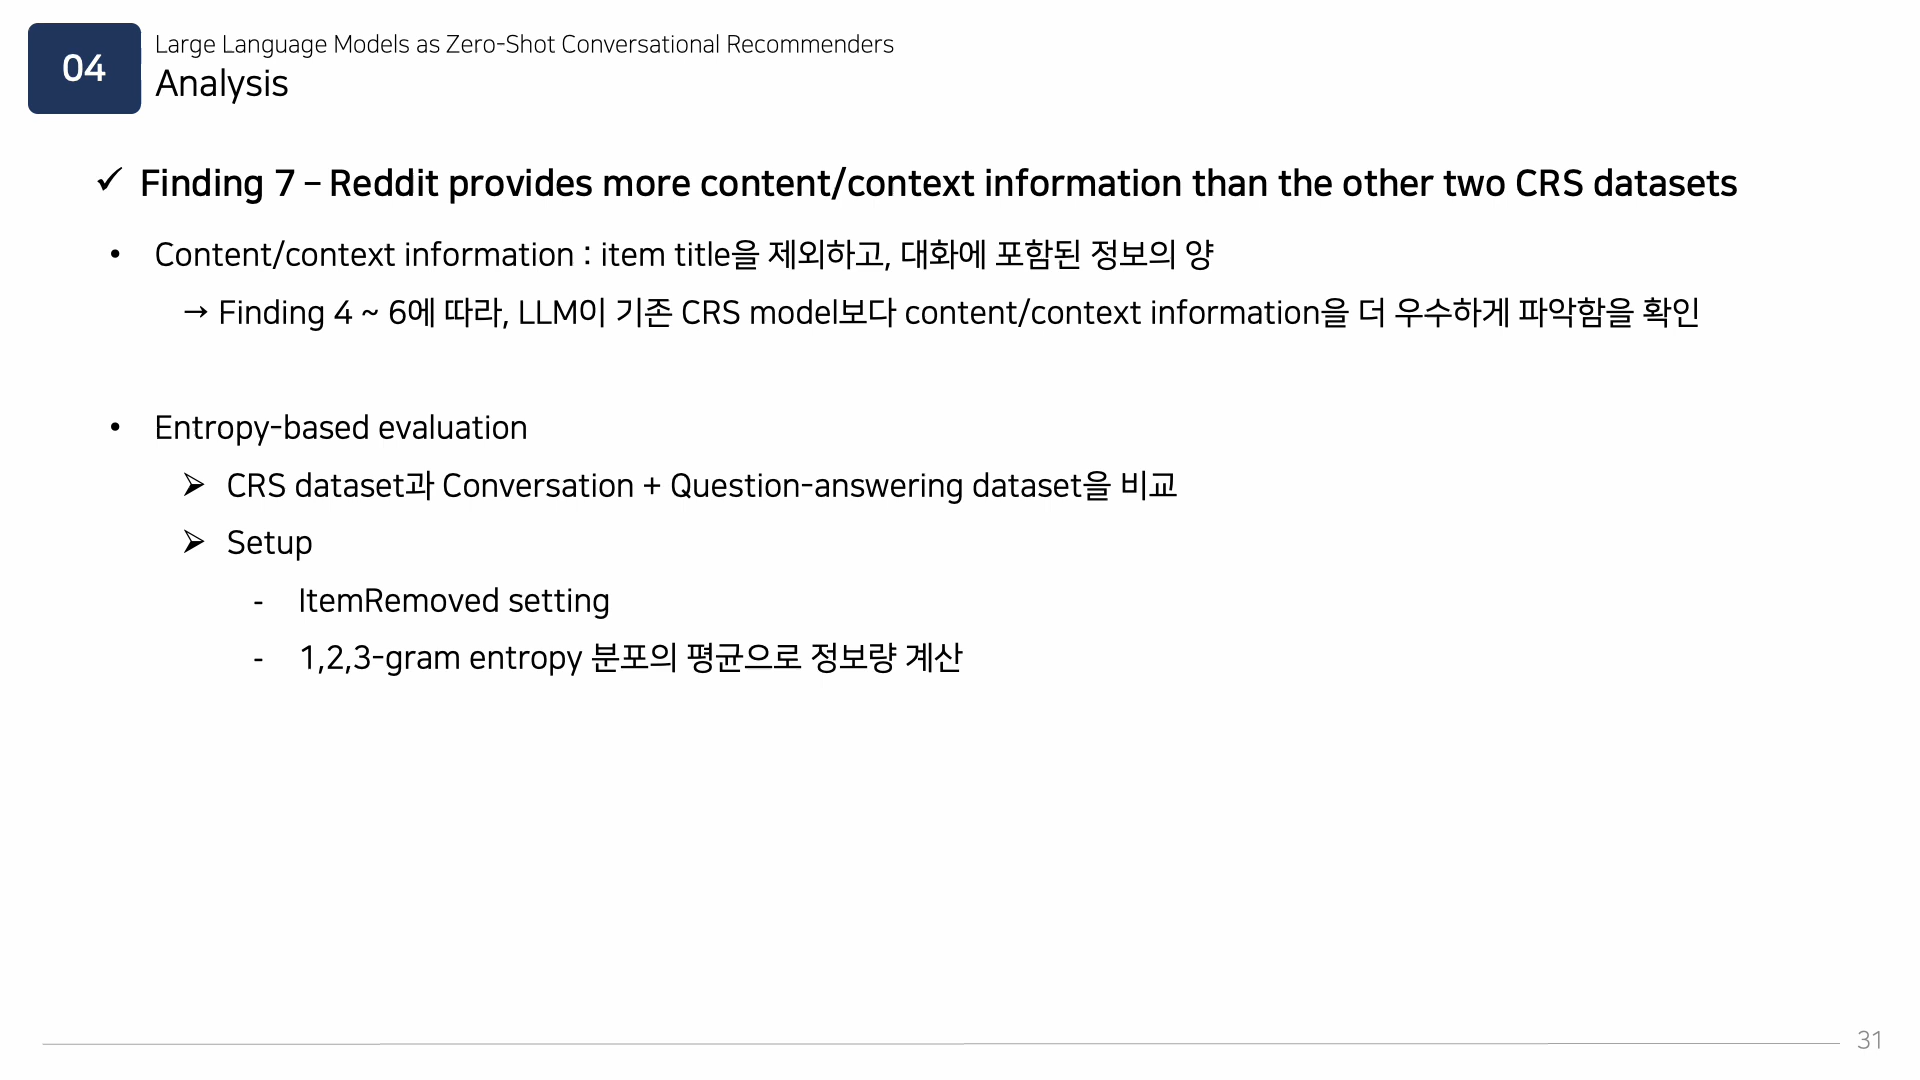 04
Large Language Models as Zero-Shot Conversational Recommenders
Analysis
✓ Finding 7 – Reddit provides more content/context information than the other two CRS datasets
• Content/context information : item title을 제외하고, 대화에 포함된 정보의 양
→ Finding 4 ~ 6에 따라, LLM이 기존 CRS model보다 content/context information을 더 우수하게 파악함을 확인
• Entropy-based evaluation
➢ CRS dataset과 Conversation + Question-answering dataset을 비교
➢ Setup
- ItemRemoved setting
- 1,2,3-gram entropy 분포의 평균으로 정보량 계산
31